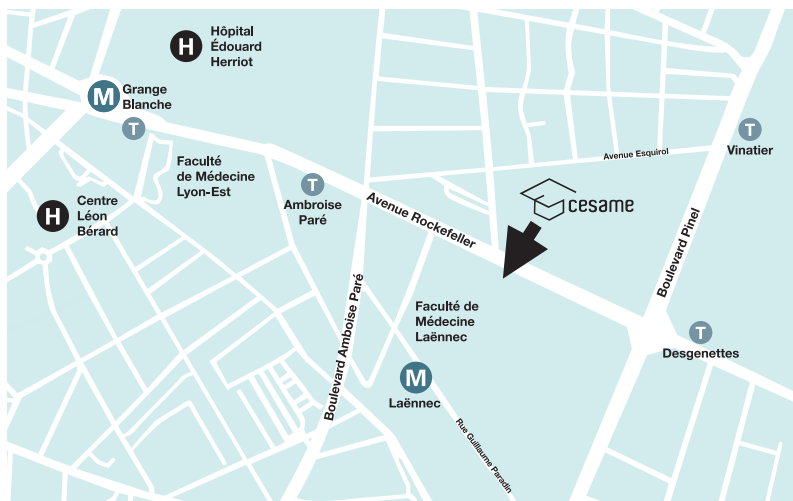 H
Hôpital
Édouard
Herriot
M
Grange
Blanche
T
Faculté
de Médecine
Lyon-Est
H
Centre
Léon
Bérard
T
Ambroise
Paré
Avenue Rockefeller
Avenue Esquirol
cesame
T
Vinatier
Boulevard Pinel
Boulevard Amboise Paré
Faculté de
Médecine
Laënnec
M
Laënnec
T
Desgenettes
Rue Guillaume Paradin